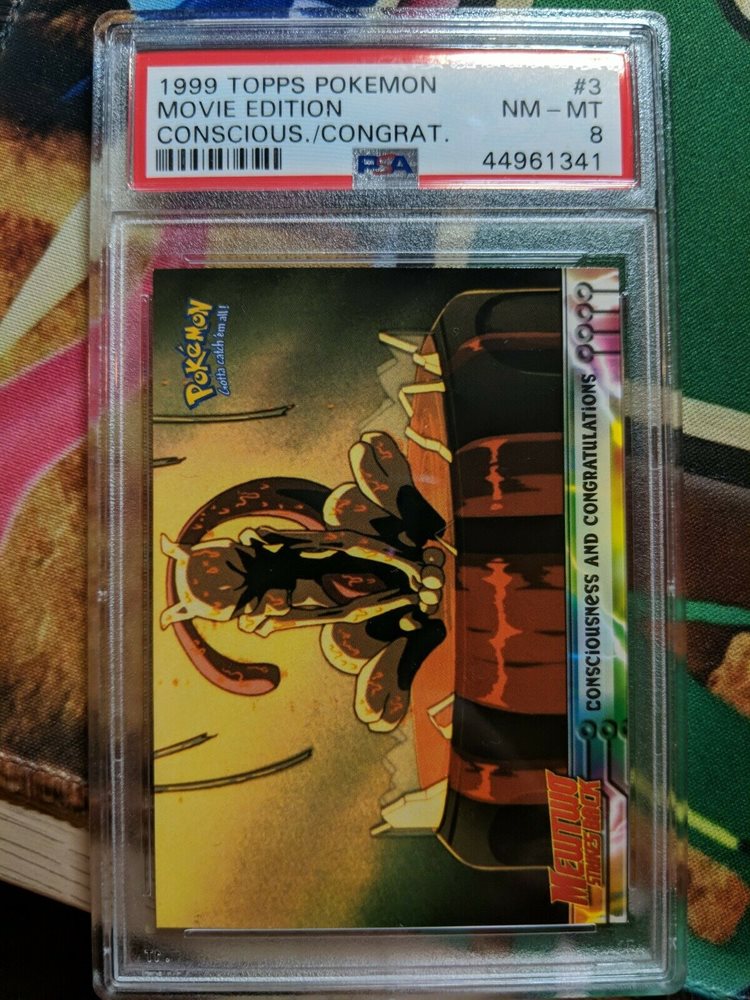 1999 TOPPS POKEMON #3
MOVIE EDITION NM - MT
CONSCIOUS./CONGRAT. 8
PSA 44961341
POKéMON
Gotta catch 'em all!
CONSCIOUSNESS AND CONGRATULATIONS
MEWTWO
STRIKES BACK